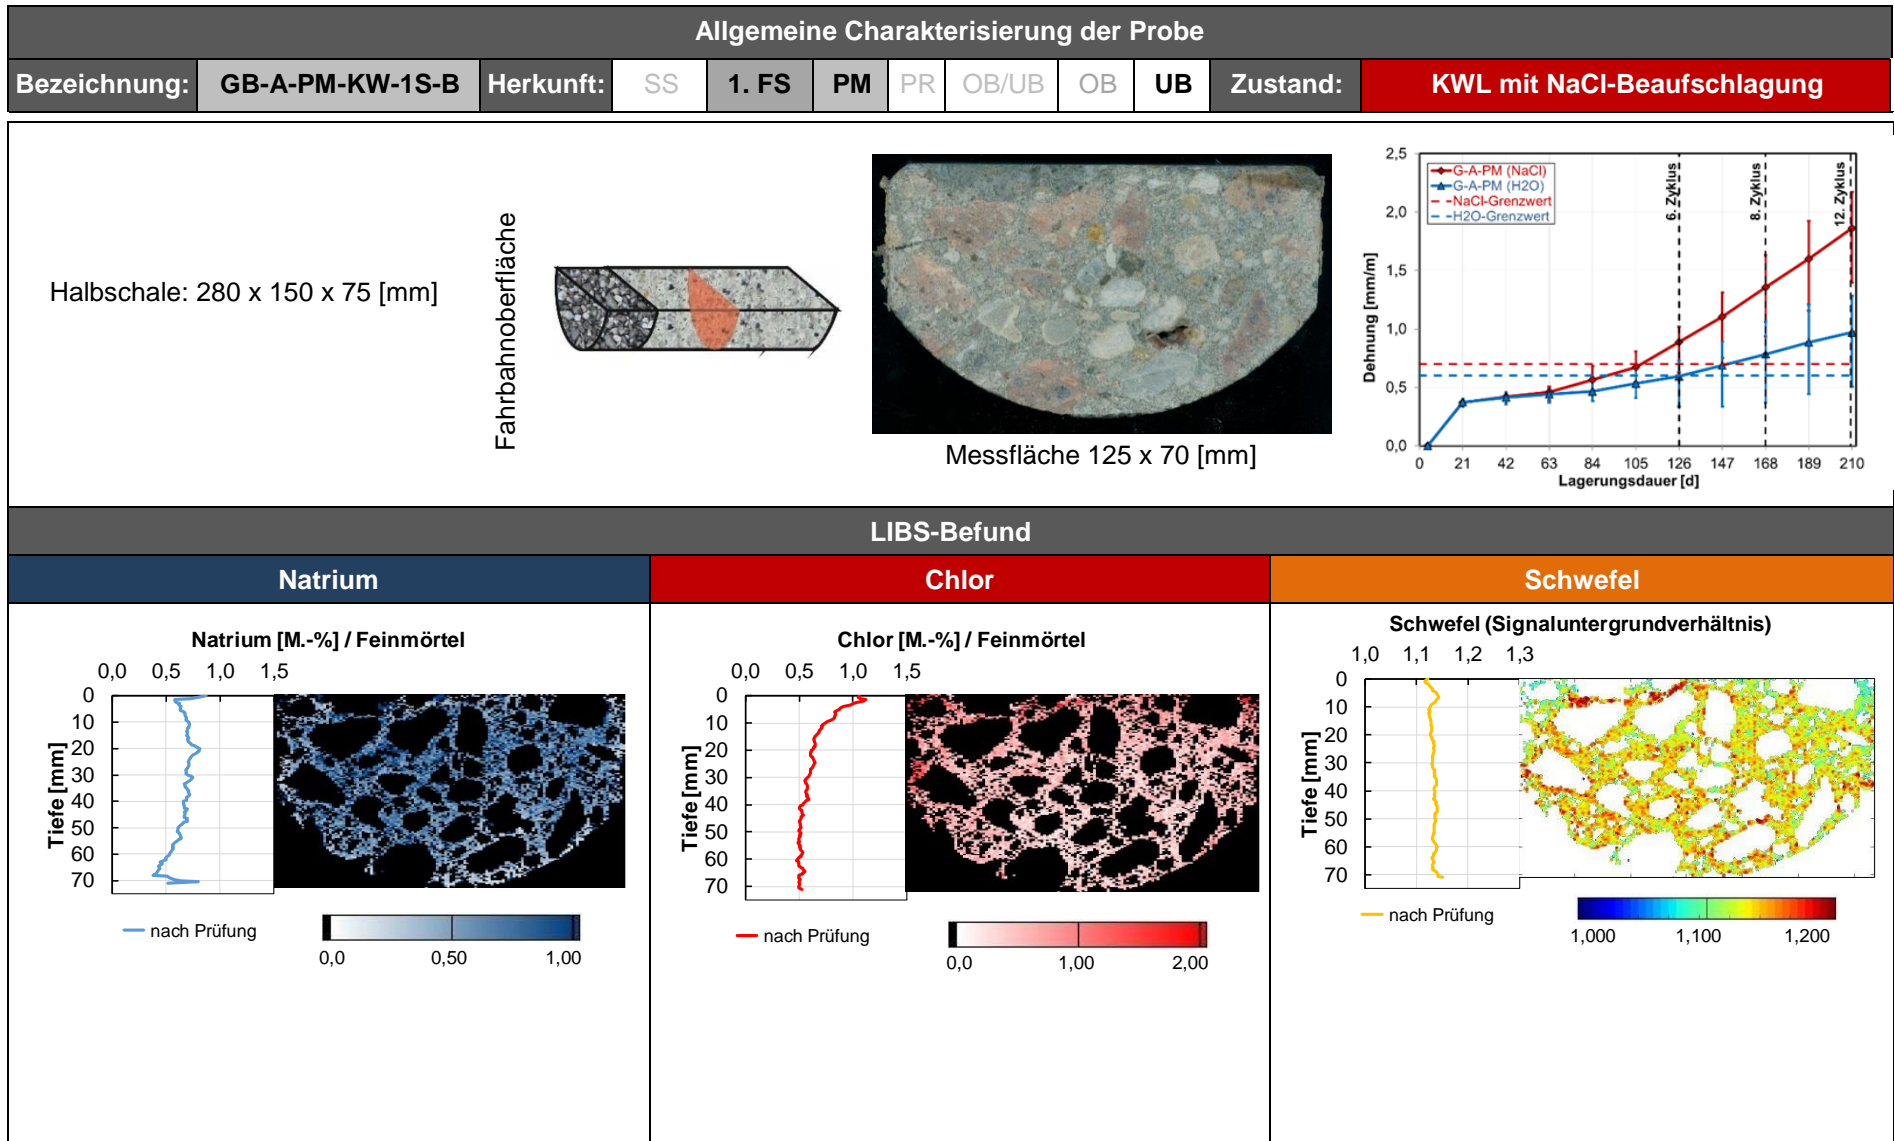 Allgemeine Charakterisierung der Probe
Bezeichnung: GB-A-PM-KW-1S-B Herkunft: SS 1. FS PM PR OB/UB OB UB Zustand: KWL mit NaCl-Beaufschlagung
Halbschale: 280 x 150 x 75 [mm]
Fahrbahnoberfläche
Messfläche 125 x 70 [mm]
Dehnung [mm/m]
2,5
2,0
1,5
1,0
0,5
0,0
G-A-PM (NaCl)
G-A-PM (H2O)
NaCl-Grenzwert
H2O-Grenzwert
6. Zyklus
8. Zyklus
12. Zyklus
0 21 42 63 84 105 126 147 168 189 210
Lagerungsdauer [d]
LIBS-Befund
Natrium
Chlor
Schwefel
Natrium [M.-%] / Feinmörtel
0,0 0,5 1,0 1,5
Tiefe [mm]
0
10
20
30
40
50
60
70
nach Prüfung
0,0 0,50 1,00
Chlor [M.-%] / Feinmörtel
0,0 0,5 1,0 1,5
Tiefe [mm]
0
10
20
30
40
50
60
70
nach Prüfung
0,0 1,00 2,00
Schwefel (Signaluntergrundverhältnis)
1,0 1,1 1,2 1,3
Tiefe [mm]
0
10
20
30
40
50
60
70
nach Prüfung
1,000 1,100 1,200